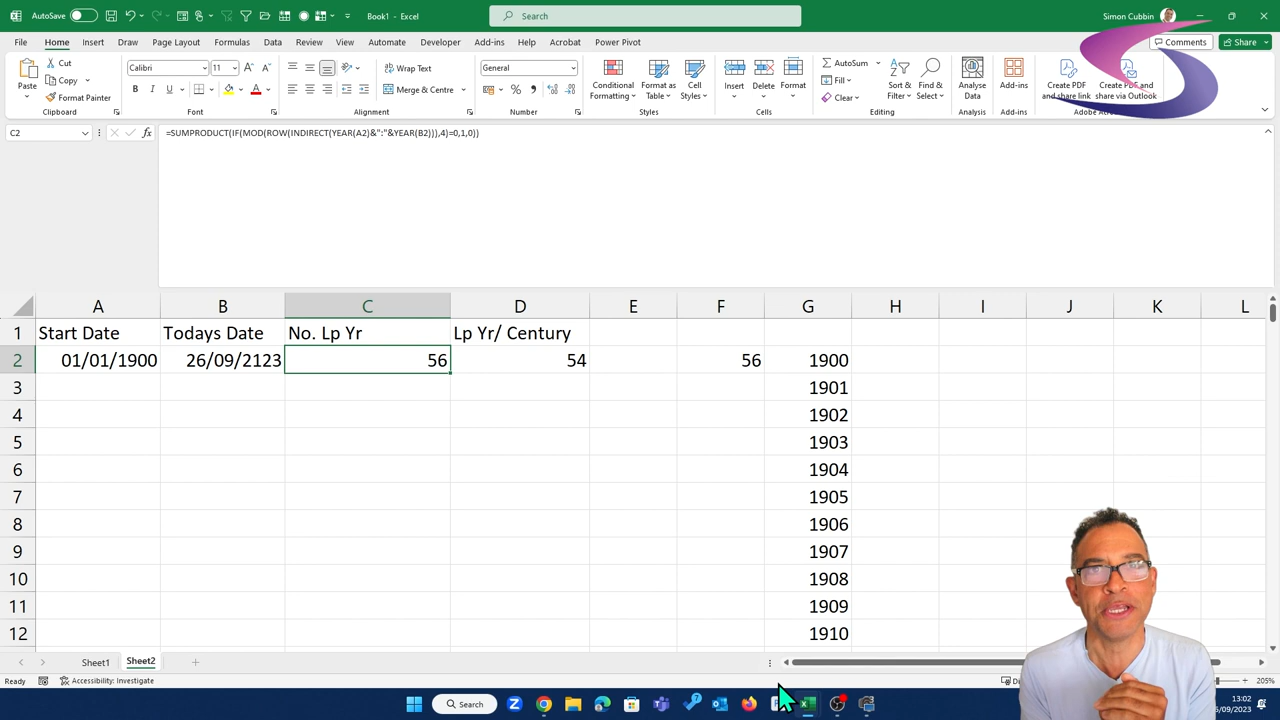 AutoSave
Book1 - Excel
Search
Simon Cubbin
File Home Insert Draw Page Layout Formulas Data Review View Automate Developer Add-ins Help Acrobat Power Pivot
Comments
Share
Paste
Cut
Copy
Format Painter
Clipboard
Calibri
11
Font
Wrap Text
Merge & Centre
Alignment
General
Number
Conditional
Formatting
Format as
Table
Cell
Styles
Styles
Insert
Delete
Format
Cells
AutoSum
Fill
Clear
Sort &
Filter
Find &
Select
Editing
Analyse
Data
Analysis
Add-ins
Add-ins
Create PDF
and share link
Create PDF and
share via Outlook
C2
=SUMPRODUCT(IF(MOD(ROW(INDIRECT(YEAR(A2)&":"&YEAR(B2))),4)=0,1,0))
A B C D E F G H I J K L
1 Start Date Todays Date No. Lp Yr Lp Yr/ Century
2 01/01/1900 26/09/2123 56 54 56 1900
3 1901
4 1902
5 1903
6 1904
7 1905
8 1906
9 1907
10 1908
11 1909
12 1910
Sheet1 Sheet2
Ready
Accessibility: Investigate
205%
Search
13:02